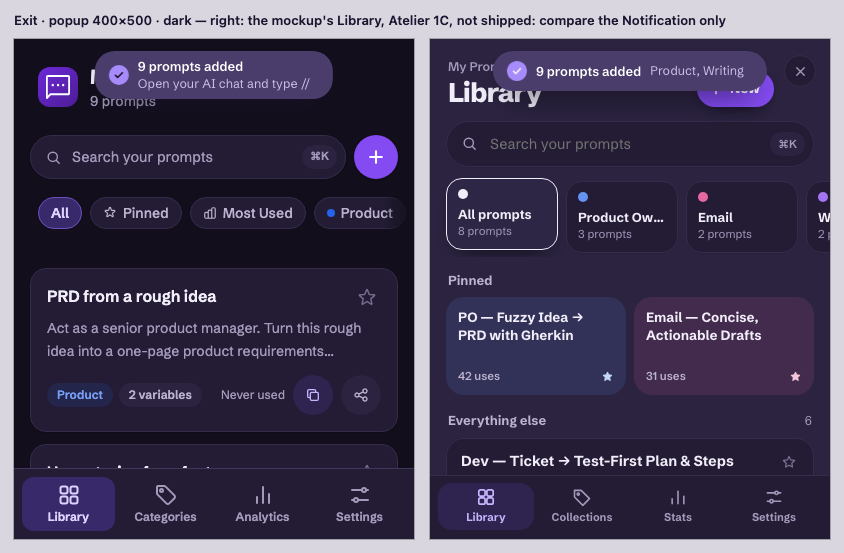 Exit · popup 400×500 · dark — right: the mockup's Library, Atelier 1C, not shipped: compare the Notification only
9 prompts added
Open your AI chat and type //
9 prompts
Search your prompts
⌘K
All
Pinned
Most Used
Product
PRD from a rough idea
Act as a senior product manager. Turn this rough
idea into a one-page product requirements…
Product
2 variables
Never used
Library
Categories
Analytics
Settings
9 prompts added
Product, Writing
Library
Search your prompts
⌘K
All prompts
8 prompts
Product Ow…
3 prompts
Email
2 prompts
Pinned
PO — Fuzzy Idea →
PRD with Gherkin
42 uses
Email — Concise,
Actionable Drafts
31 uses
Everything else
6
Dev — Ticket → Test-First Plan & Steps
Library
Collections
Stats
Settings